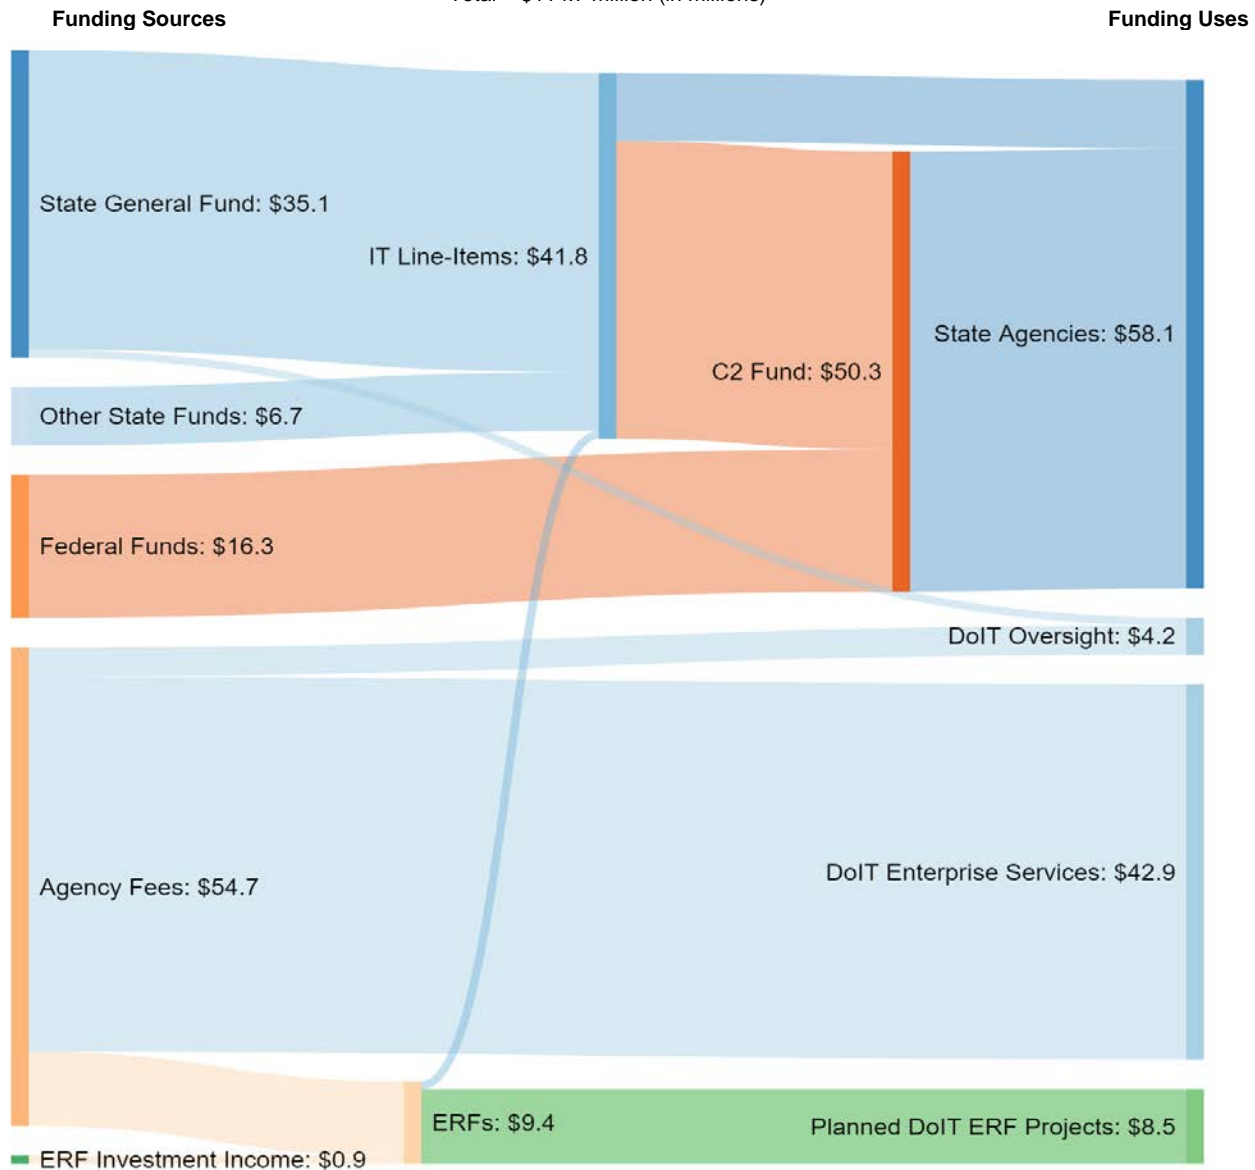 (in millions)
Funding Sources
Funding Uses
State General Fund: $35.1
IT Line-Items: $41.8
State Agencies: $58.1
C2 Fund: $50.3
Other State Funds: $6.7
Federal Funds: $16.3
DoIT Oversight: $4.2
Agency Fees: $54.7
DoIT Enterprise Services: $42.9
ERFs: $9.4
Planned DoIT ERF Projects: $8.5
ERF Investment Income: $0.9